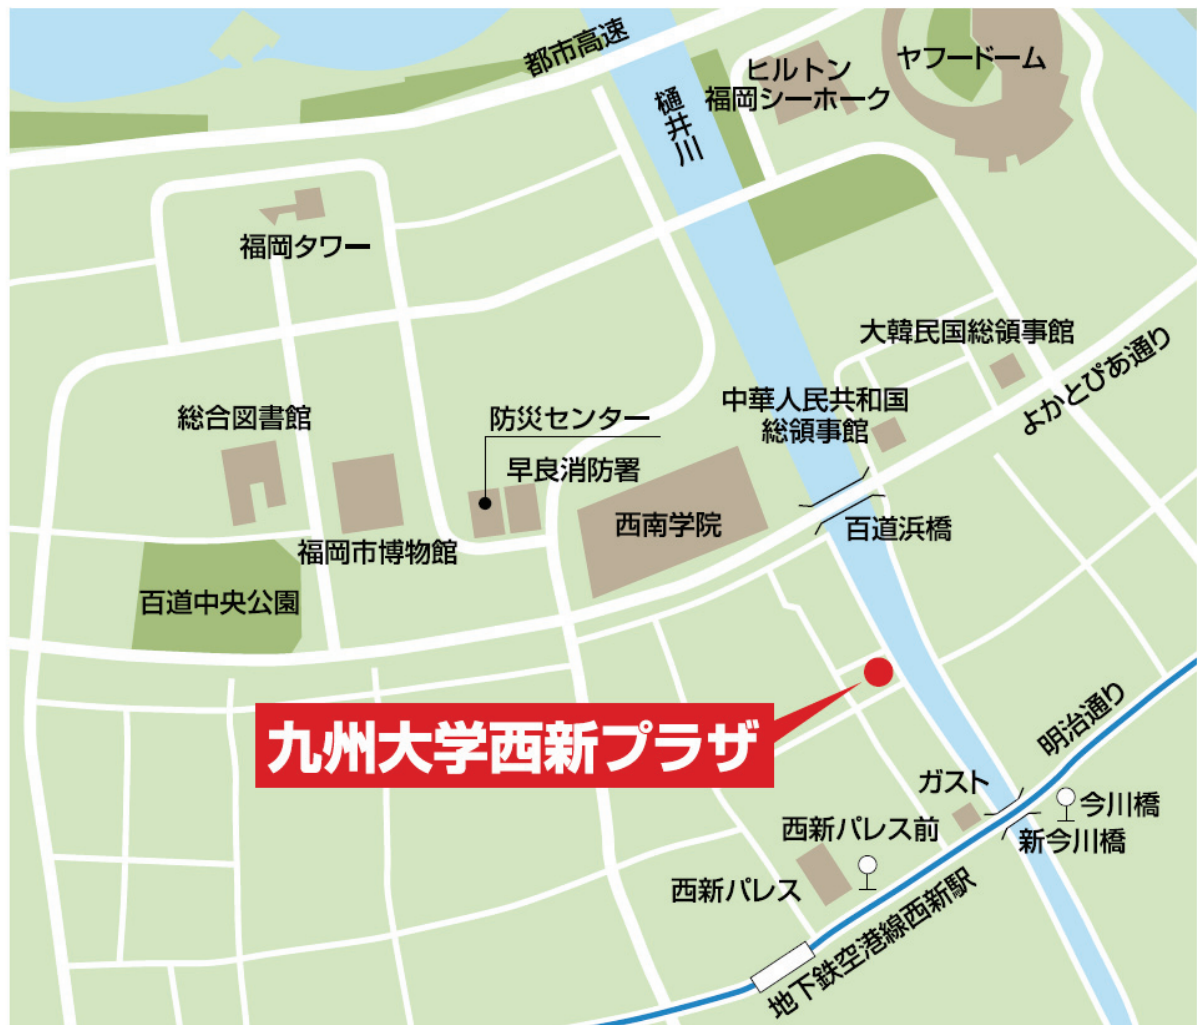 都市高速
樋井川
ヒルトン
福岡シーホーク
ヤフードーム
福岡タワー
大韓民国総領事館
よかとぴあ通り
中華人民共和国
総領事館
総合図書館
防災センター
早良消防署
西南学院
福岡市博物館
百道浜橋
百道中央公園
九州大学西新プラザ
明治通り
ガスト
今川橋
西新パレス前
新今川橋
西新パレス
地下鉄空港線西新駅